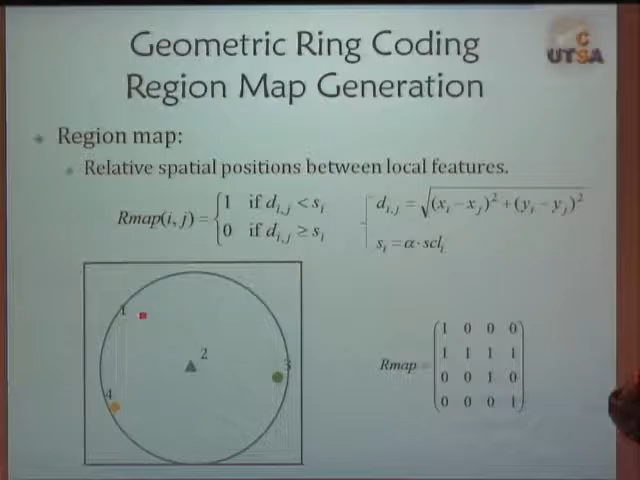 Geometric Ring Coding
Region Map Generation
C
UTSA
Region map:
Relative spatial positions between local features.
Rmap(i, j) = { 1 if d_{i,j} < s_i
0 if d_{i,j} ≥ s_i
d_{i,j} = √(x_i − x_j)² + (y_i − y_j)²
s_i = α · scl_i
1
2
3
4
Rmap =
1 0 0 0
1 1 1 1
0 0 1 0
0 0 0 1